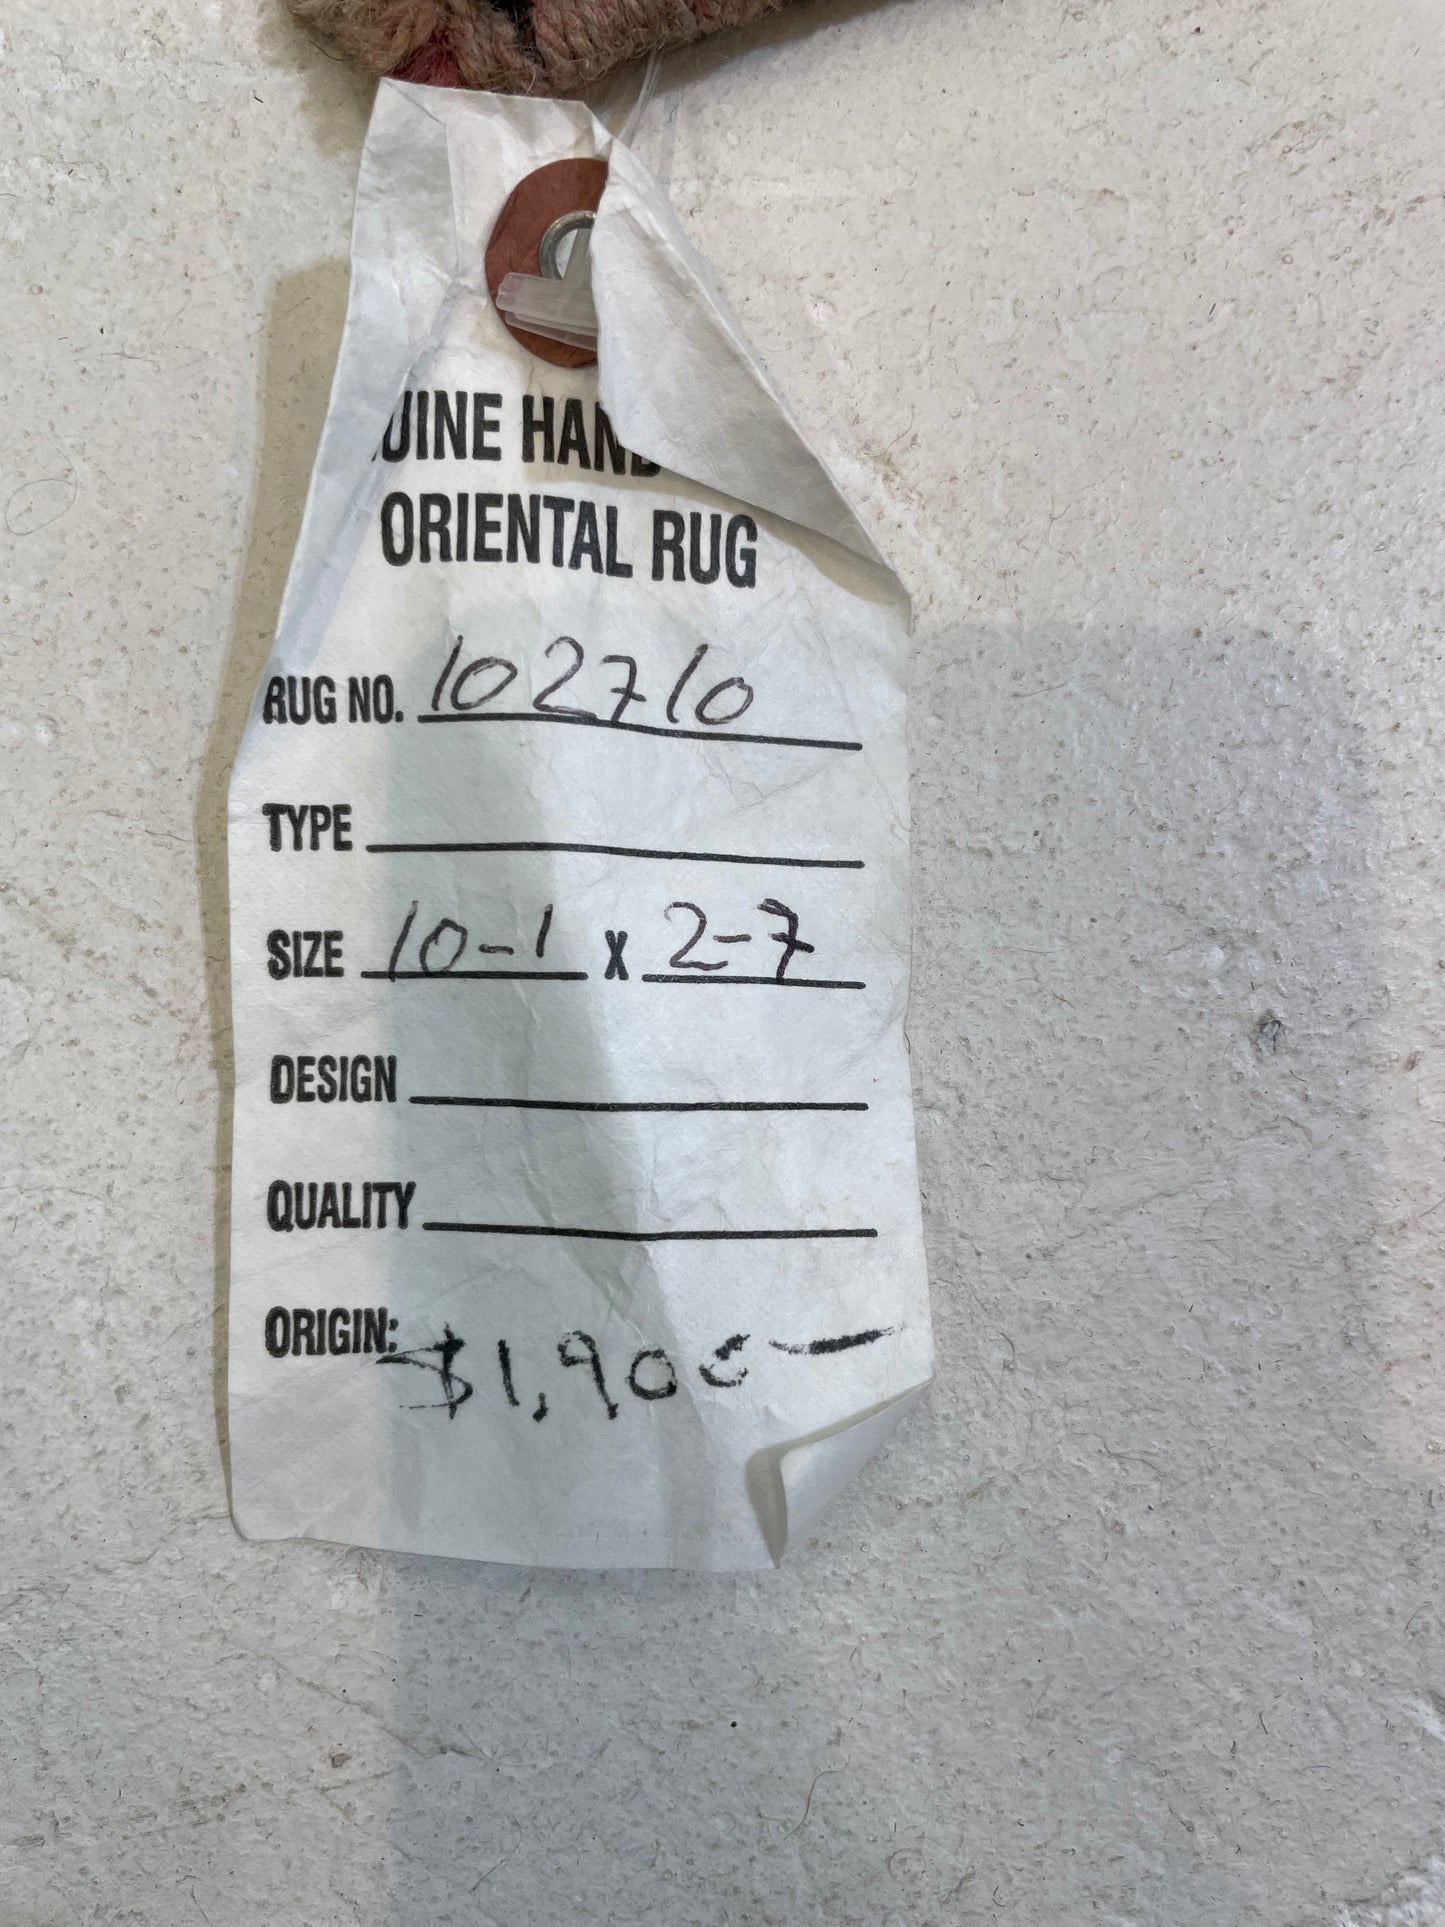 UINE HAND
ORIENTAL RUG
RUG NO. 102710
TYPE
SIZE 10-1 X 2-7
DESIGN
QUALITY
ORIGIN:
$1,900—